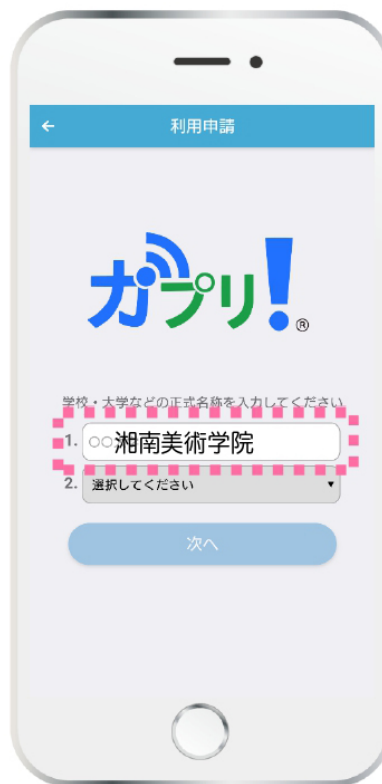 ← 利用申請
ガプリ!®
学校・大学などの正式名称を入力してください
1. ○○湘南美術学院
2. 選択してください ▼
次へ